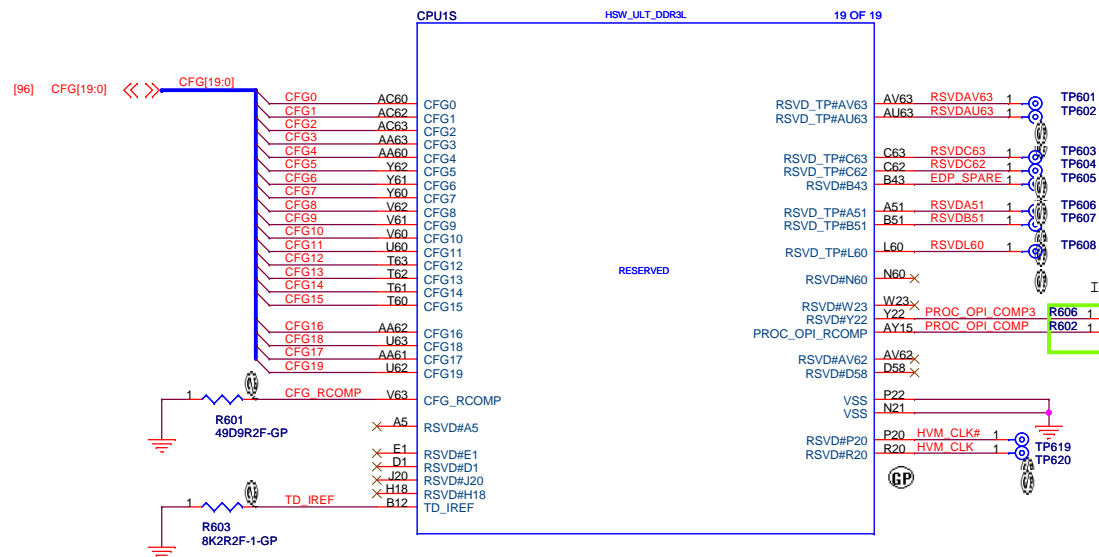 CPU1S HSW_ULT_DDR3L 19 OF 19
[96] CFG[19:0] CFG[19:0]
CFG0 AC60 CFG0 RSVD_TP#AV63 AV63 RSVDAV63 1 TP601
CFG1 AC62 CFG1 RSVD_TP#AU63 AU63 RSVDAU63 1 TP602
CFG2 AC63 CFG2
CFG3 AA63 CFG3
CFG4 AA60 CFG4 RSVD_TP#C63 C63 RSVDC63 1 TP603
CFG5 Y62 CFG5 RSVD_TP#C62 C62 RSVDC62 1 TP604
CFG6 Y61 CFG6 RSVD#B43 B43 EDP_SPARE 1 TP605
CFG7 Y60 CFG7
CFG8 V62 CFG8 RSVD_TP#A51 A51 RSVDA51 1 TP606
CFG9 V61 CFG9 RSVD_TP#B51 B51 RSVDB51 1 TP607
CFG10 V60 CFG10
CFG11 U60 CFG11 RSVD_TP#L60 L60 RSVDL60 1 TP608
CFG12 T63 CFG12
CFG13 T62 CFG13 RESERVED RSVD#N60 N60
CFG14 T61 CFG14
CFG15 T60 CFG15 RSVD#W23 W23
RSVD#Y22 Y22 PROC_OPI_COMP3 R606 1
CFG16 AA62 CFG16 PROC_OPI_RCOMP AY15 PROC_OPI_COMP R602 1
CFG18 U63 CFG18
CFG17 AA61 CFG17 RSVD#AV62 AV62
CFG19 U62 CFG19 RSVD#D58 D58
1 CFG_RCOMP V63 CFG_RCOMP VSS P22
R601 VSS N21
49D9R2F-GP
A5 RSVD#A5
RSVD#P20 P20 HVM_CLK# 1 TP619
E1 RSVD#E1 RSVD#R20 R20 HVM_CLK 1 TP620
D1 RSVD#D1
J20 RSVD#J20 GP
H18 RSVD#H18
1 TD_IREF B12 TD_IREF
R603
8K2R2F-1-GP